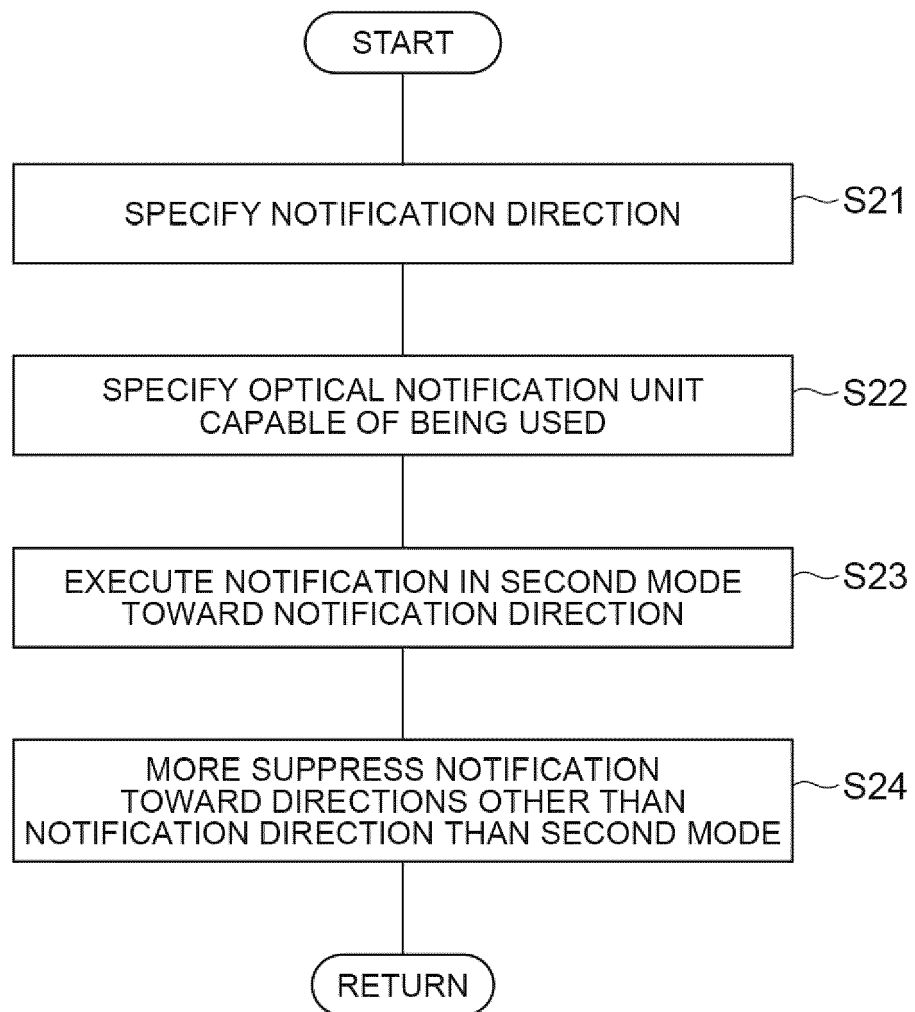 START
SPECIFY NOTIFICATION DIRECTION
S21
SPECIFY OPTICAL NOTIFICATION UNIT
CAPABLE OF BEING USED
S22
EXECUTE NOTIFICATION IN SECOND MODE
TOWARD NOTIFICATION DIRECTION
S23
MORE SUPPRESS NOTIFICATION
TOWARD DIRECTIONS OTHER THAN
NOTIFICATION DIRECTION THAN SECOND MODE
S24
RETURN